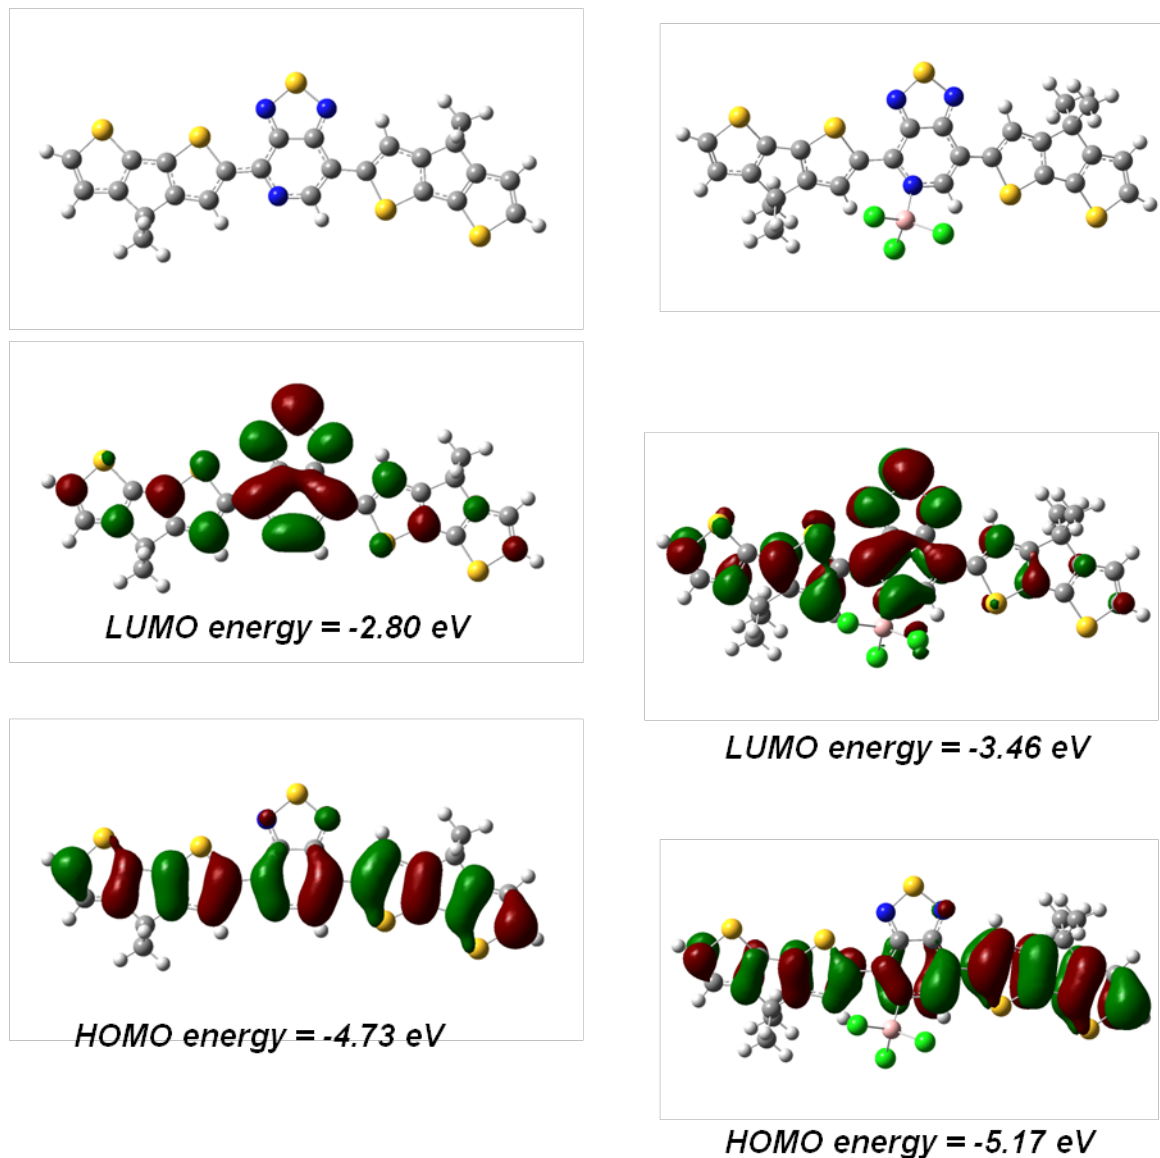 LUMO energy = -2.80 eV
HOMO energy = -4.73 eV
LUMO energy = -3.46 eV
HOMO energy = -5.17 eV